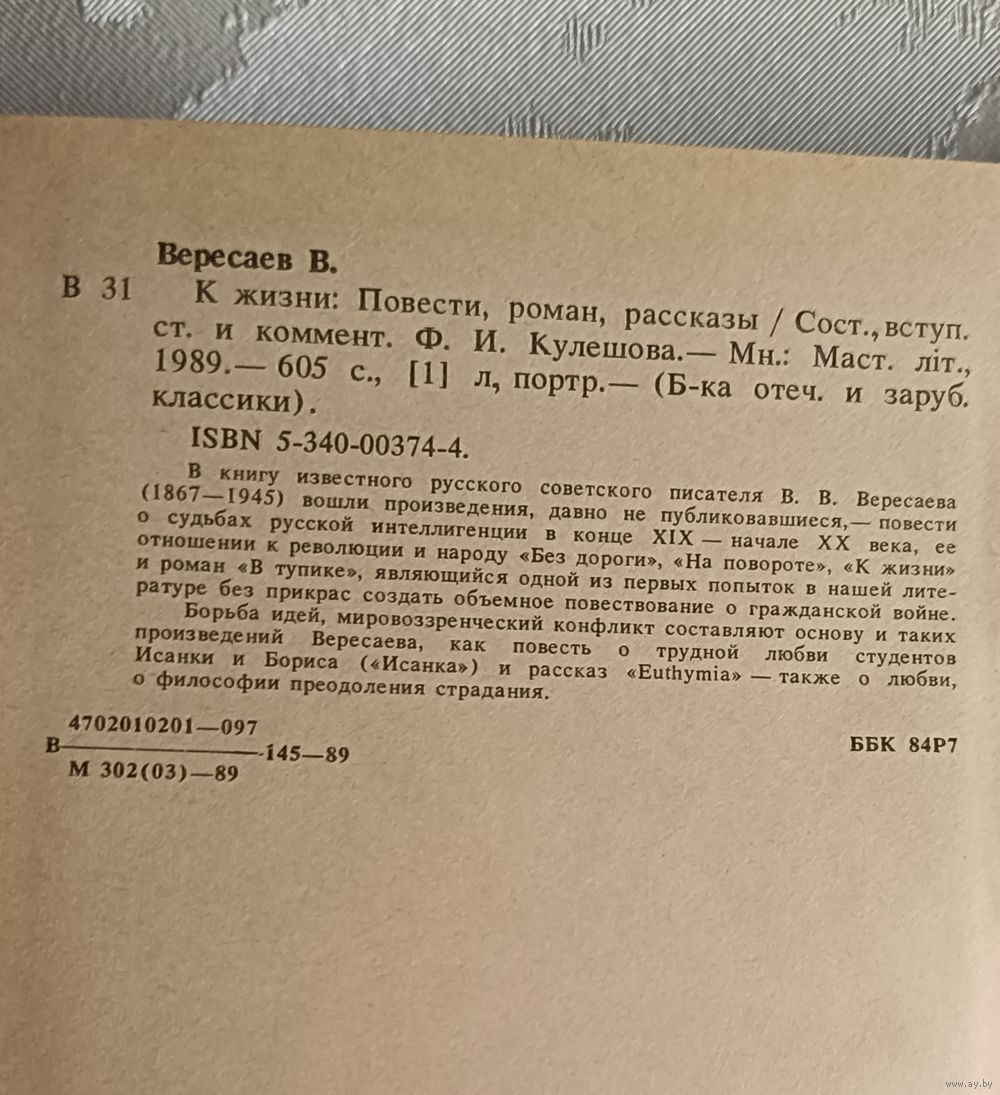 Вересаев В.
В 31 К жизни: Повести, роман, рассказы / Сост., вступ.
ст. и коммент. Ф. И. Кулешова.— Мн.: Маст. літ.,
1989.— 605 с., [1] л, портр.— (Б-ка отеч. и заруб.
классики).
ISBN 5-340-00374-4.
В книгу известного русского советского писателя В. В. Вересаева
(1867—1945) вошли произведения, давно не публиковавшиеся,— повести
о судьбах русской интеллигенции в конце XIX — начале XX века, ее
отношении к революции и народу «Без дороги», «На повороте», «К жизни»
и роман «В тупике», являющийся одной из первых попыток в нашей лите-
ратуре без прикрас создать объемное повествование о гражданской войне.
Борьба идей, мировоззренческий конфликт составляют основу и таких
произведений Вересаева, как повесть о трудной любви студентов
Исанки и Бориса («Исанка») и рассказ «Euthymia» — также о любви,
о философии преодоления страдания.
4702010201—097
В————————145—89
М 302(03)—89
ББК 84Р7
www.ay.by